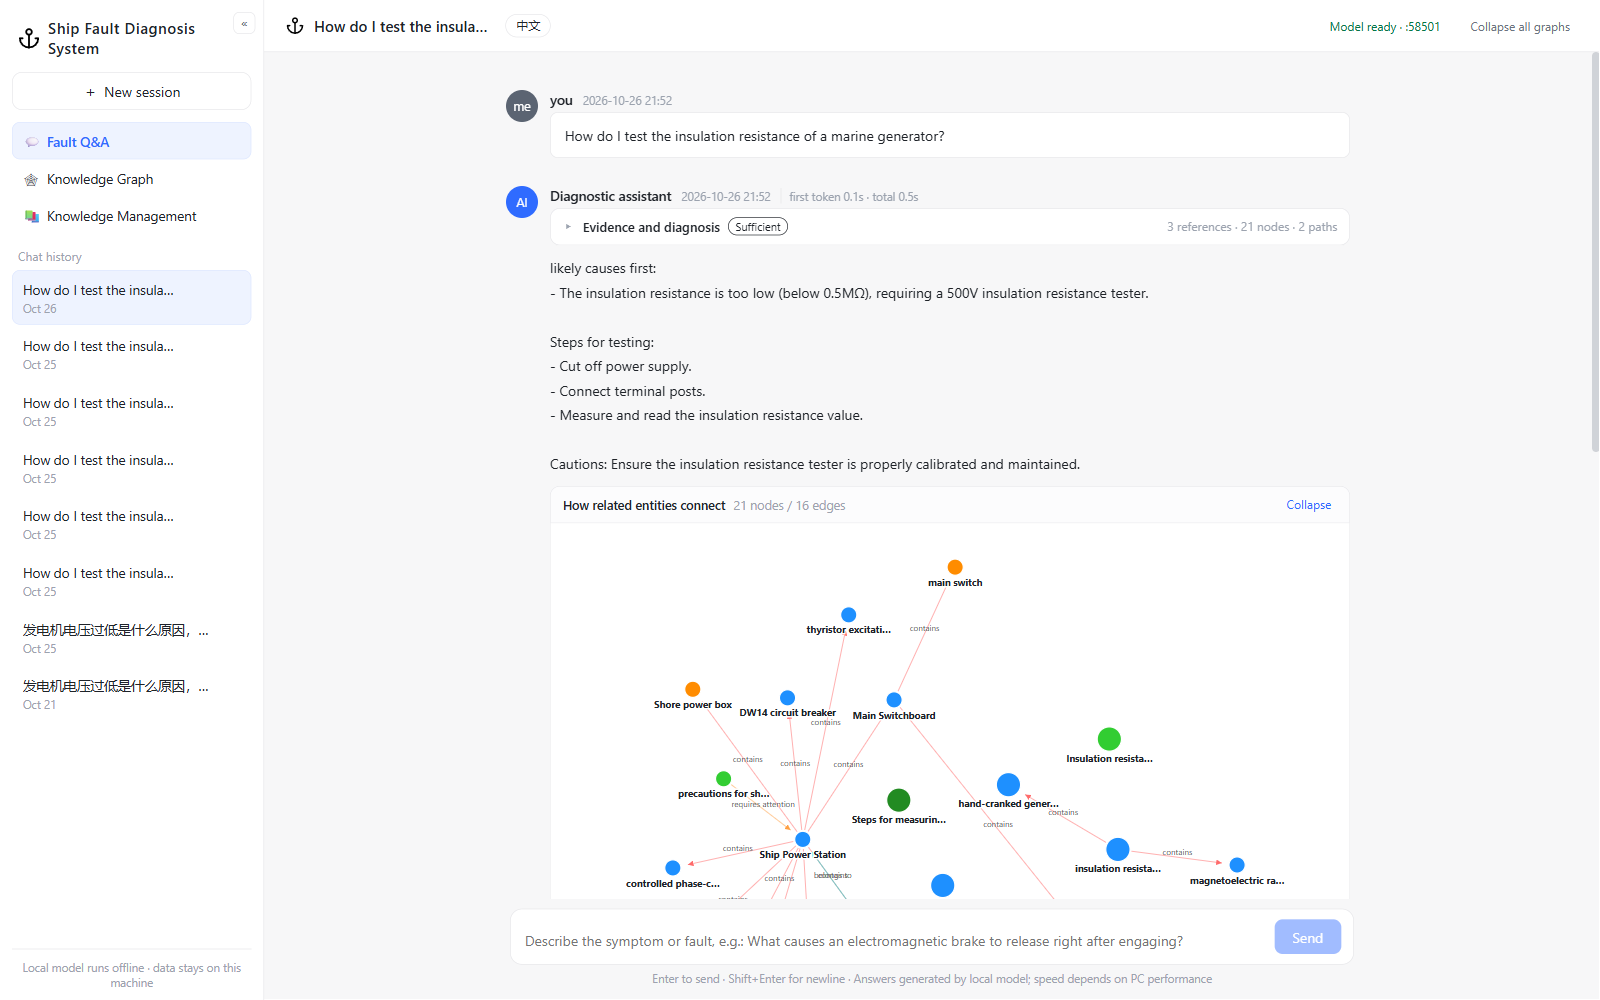 Ship Fault Diagnosis
System
«
+ New session
Fault Q&A
Knowledge Graph
Knowledge Management
Chat history
How do I test the insula...
Oct 26
How do I test the insula...
Oct 25
How do I test the insula...
Oct 25
How do I test the insula...
Oct 25
How do I test the insula...
Oct 25
How do I test the insula...
Oct 25
发电机电压过低是什么原因，...
Oct 25
发电机电压过低是什么原因，...
Oct 21
Local model runs offline · data stays on this
machine
How do I test the insula...
中文
Model ready · :58501
Collapse all graphs
me
you 2026-10-26 21:52
How do I test the insulation resistance of a marine generator?
AI
Diagnostic assistant 2026-10-26 21:52 first token 0.1s · total 0.5s
Evidence and diagnosis Sufficient
3 references · 21 nodes · 2 paths
likely causes first:
- The insulation resistance is too low (below 0.5MΩ), requiring a 500V insulation resistance tester.
Steps for testing:
- Cut off power supply.
- Connect terminal posts.
- Measure and read the insulation resistance value.
Cautions: Ensure the insulation resistance tester is properly calibrated and maintained.
How related entities connect 21 nodes / 16 edges
Collapse
main switch
thyristor excitati...
contains
Shore power box
DW14 circuit breaker
Main Switchboard
contains
Insulation resista...
contains
contains
contains
precautions for sh...
hand-cranked gener...
requires attention
contains
Steps for measurin...
contains
Ship Power Station
contains
contains
insulation resista...
controlled phase-c...
contains
magnetoelectric ra...
contains
Describe the symptom or fault, e.g.: What causes an electromagnetic brake to release right after engaging?
Send
Enter to send · Shift+Enter for newline · Answers generated by local model; speed depends on PC performance